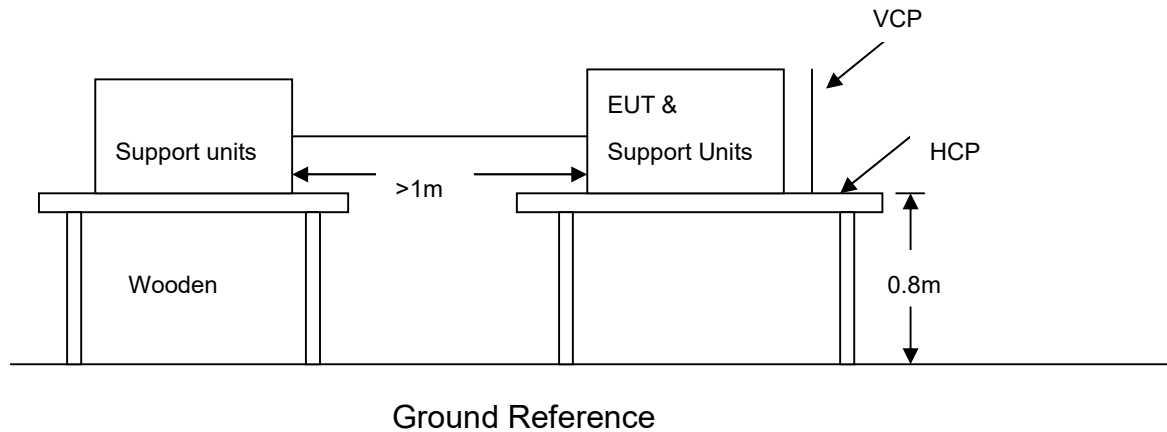 VCP
EUT &
Support units
Support Units
HCP
>1m
Wooden
0.8m
Ground Reference